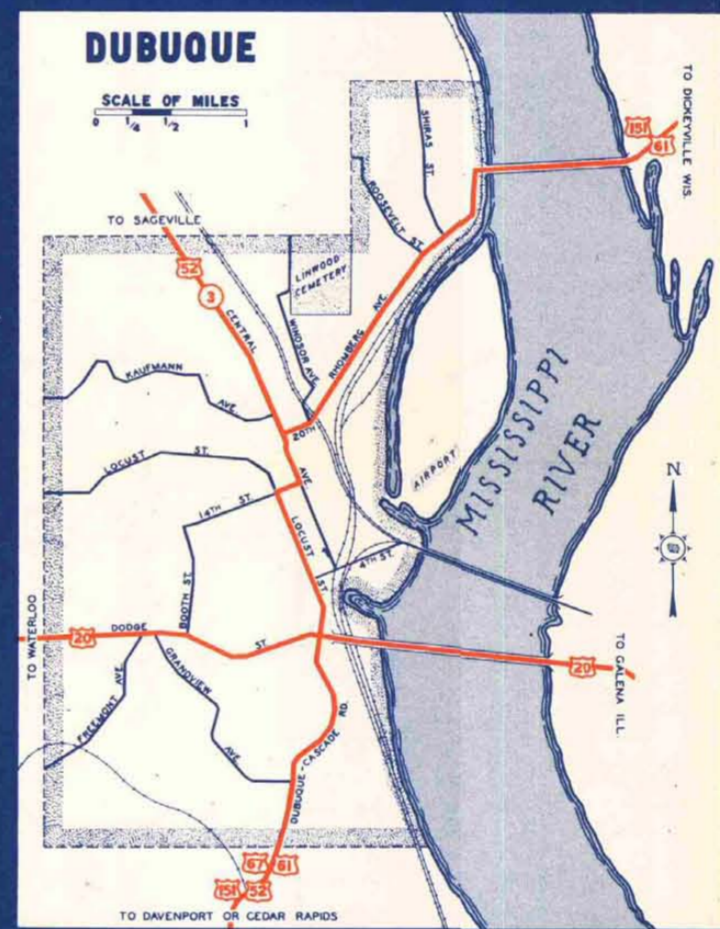 DUBUQUE
SCALE OF MILES
0 1/4 1/2 1
TO DICKEYVILLE WIS.
151
61
SHIRAS ST.
ROOSEVELT ST.
TO SAGEVILLE
52
3
CENTRAL
AVE
LINWOOD
CEMETERY
WINDSOR AVE
RHOMBERG AVE
KAUFMANN AVE
20TH
LOCUST ST.
14TH ST.
LOCUST ST
AIRPORT
MISSISSIPPI
RIVER
N
4TH ST.
BOOTH ST.
TO WATERLOO
20
DODGE ST
20
TO GALENA ILL.
FREEMONT AVE
GRANDVIEW AVE
DUBUQUE-CASCADE RD.
67
61
151
52
TO DAVENPORT OR CEDAR RAPIDS